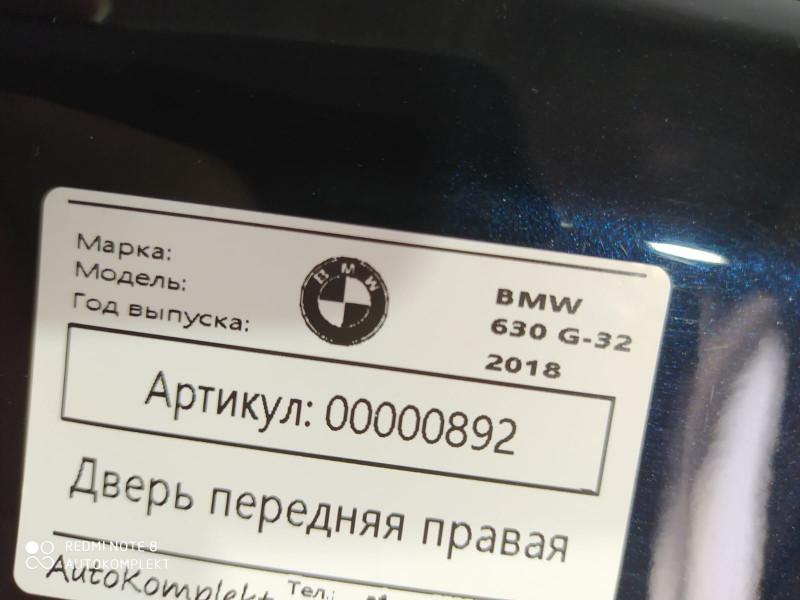 Марка: BMW
Модель: 630 G-32
Год выпуска: 2018
BMW
Артикул: 00000892
Дверь передняя правая
AutoKomplekt Тел.:
REDMI NOTE 8
AUTOKOMPLEKT